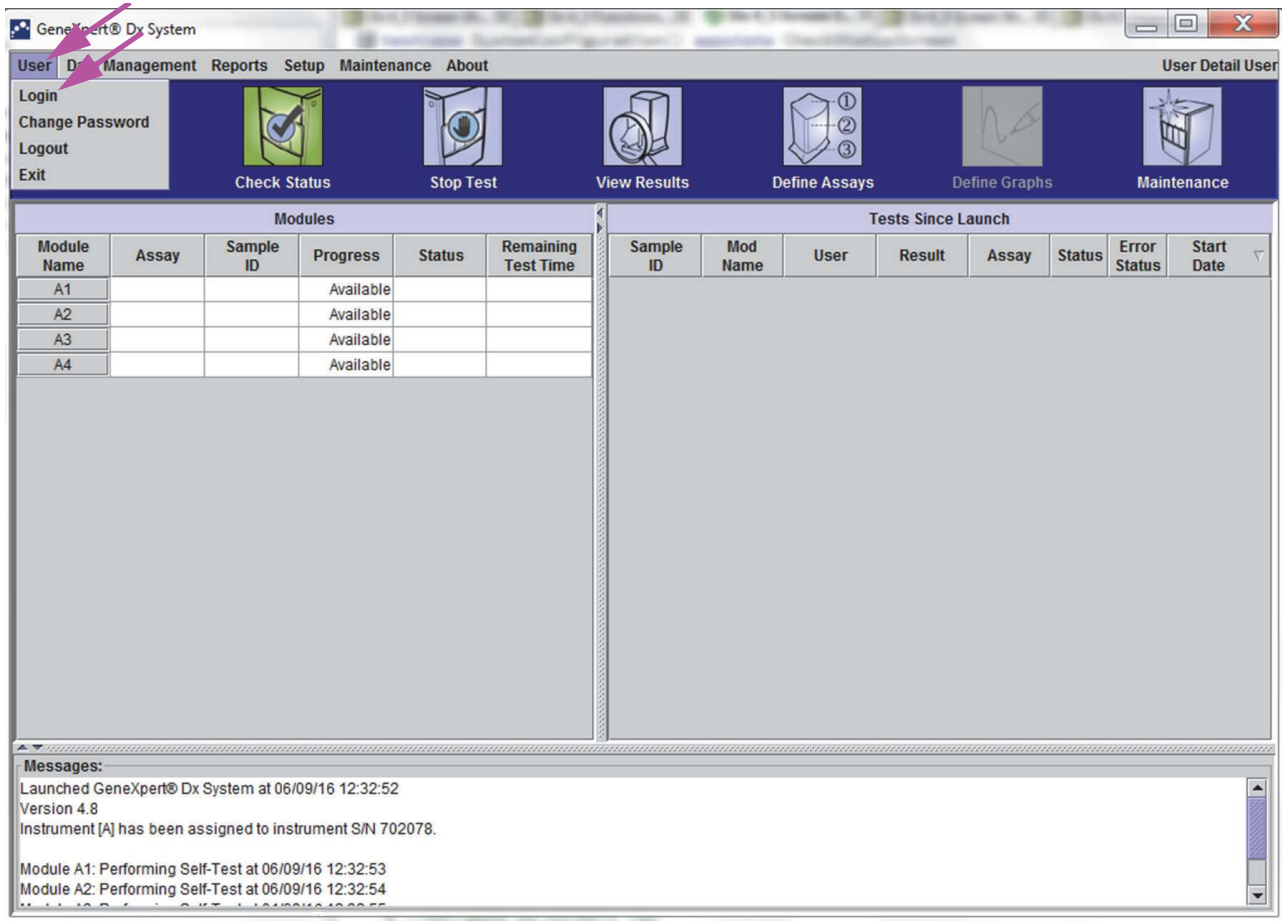 GeneXpert® Dx System
User Data Management Reports Setup Maintenance About User Detail User
Login
Change Password
Logout
Exit
Check Status
Stop Test
View Results
Define Assays
Define Graphs
Maintenance
①
②
③
Modules
Module Name Assay Sample ID Progress Status Remaining Test Time
A1 Available
A2 Available
A3 Available
A4 Available
Tests Since Launch
Sample ID Mod Name User Result Assay Status Error Status Start Date
Messages:
Launched GeneXpert® Dx System at 06/09/16 12:32:52
Version 4.8
Instrument [A] has been assigned to instrument S/N 702078.
Module A1: Performing Self-Test at 06/09/16 12:32:53
Module A2: Performing Self-Test at 06/09/16 12:32:54